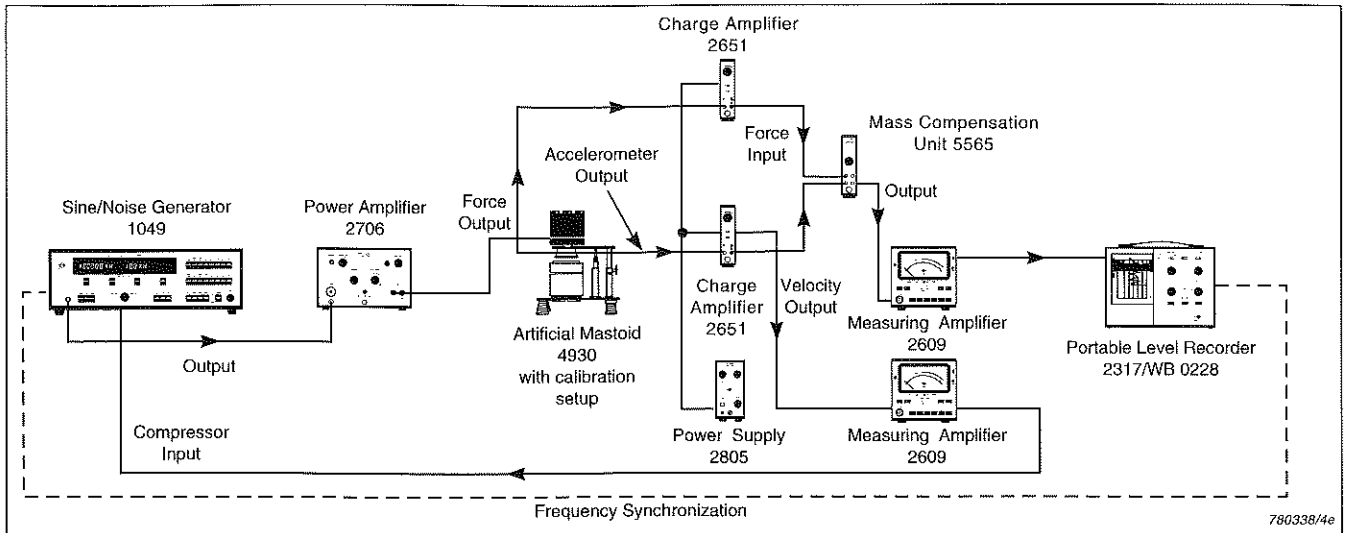 Charge Amplifier
2651
Mass Compensation
Unit 5565
Force
Input
Accelerometer
Output
Output
Sine/Noise Generator
1049
Power Amplifier
2706
Force
Output
Charge
Amplifier
2651
Velocity
Output
Measuring Amplifier
2609
Portable Level Recorder
2317/WB 0228
Artificial Mastoid
4930
with calibration
setup
Output
Power Supply
2805
Measuring Amplifier
2609
Compressor
Input
Frequency Synchronization
780338/4e